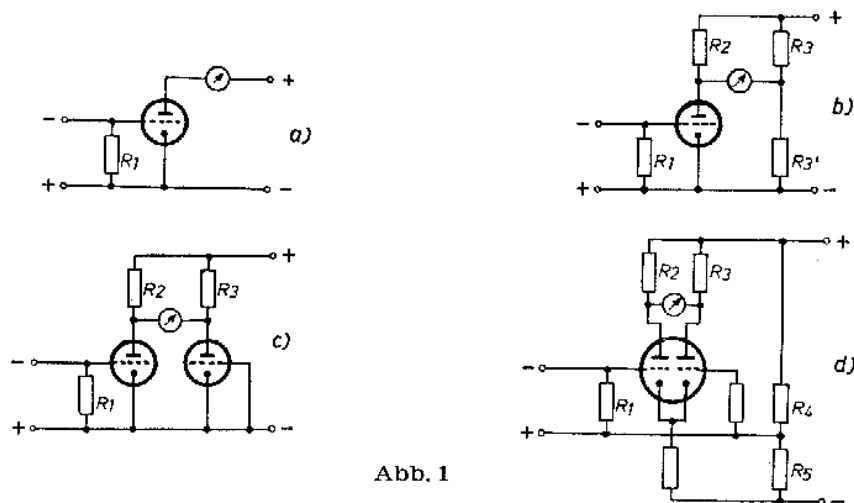 +
−
R1
+
−
a)
+
R2
R3
−
R1
R3'
+
−
b)
+
R2
R3
−
R1
+
−
c)
+
R2
R3
−
R1
R4
+
R5
−
d)
Abb. 1